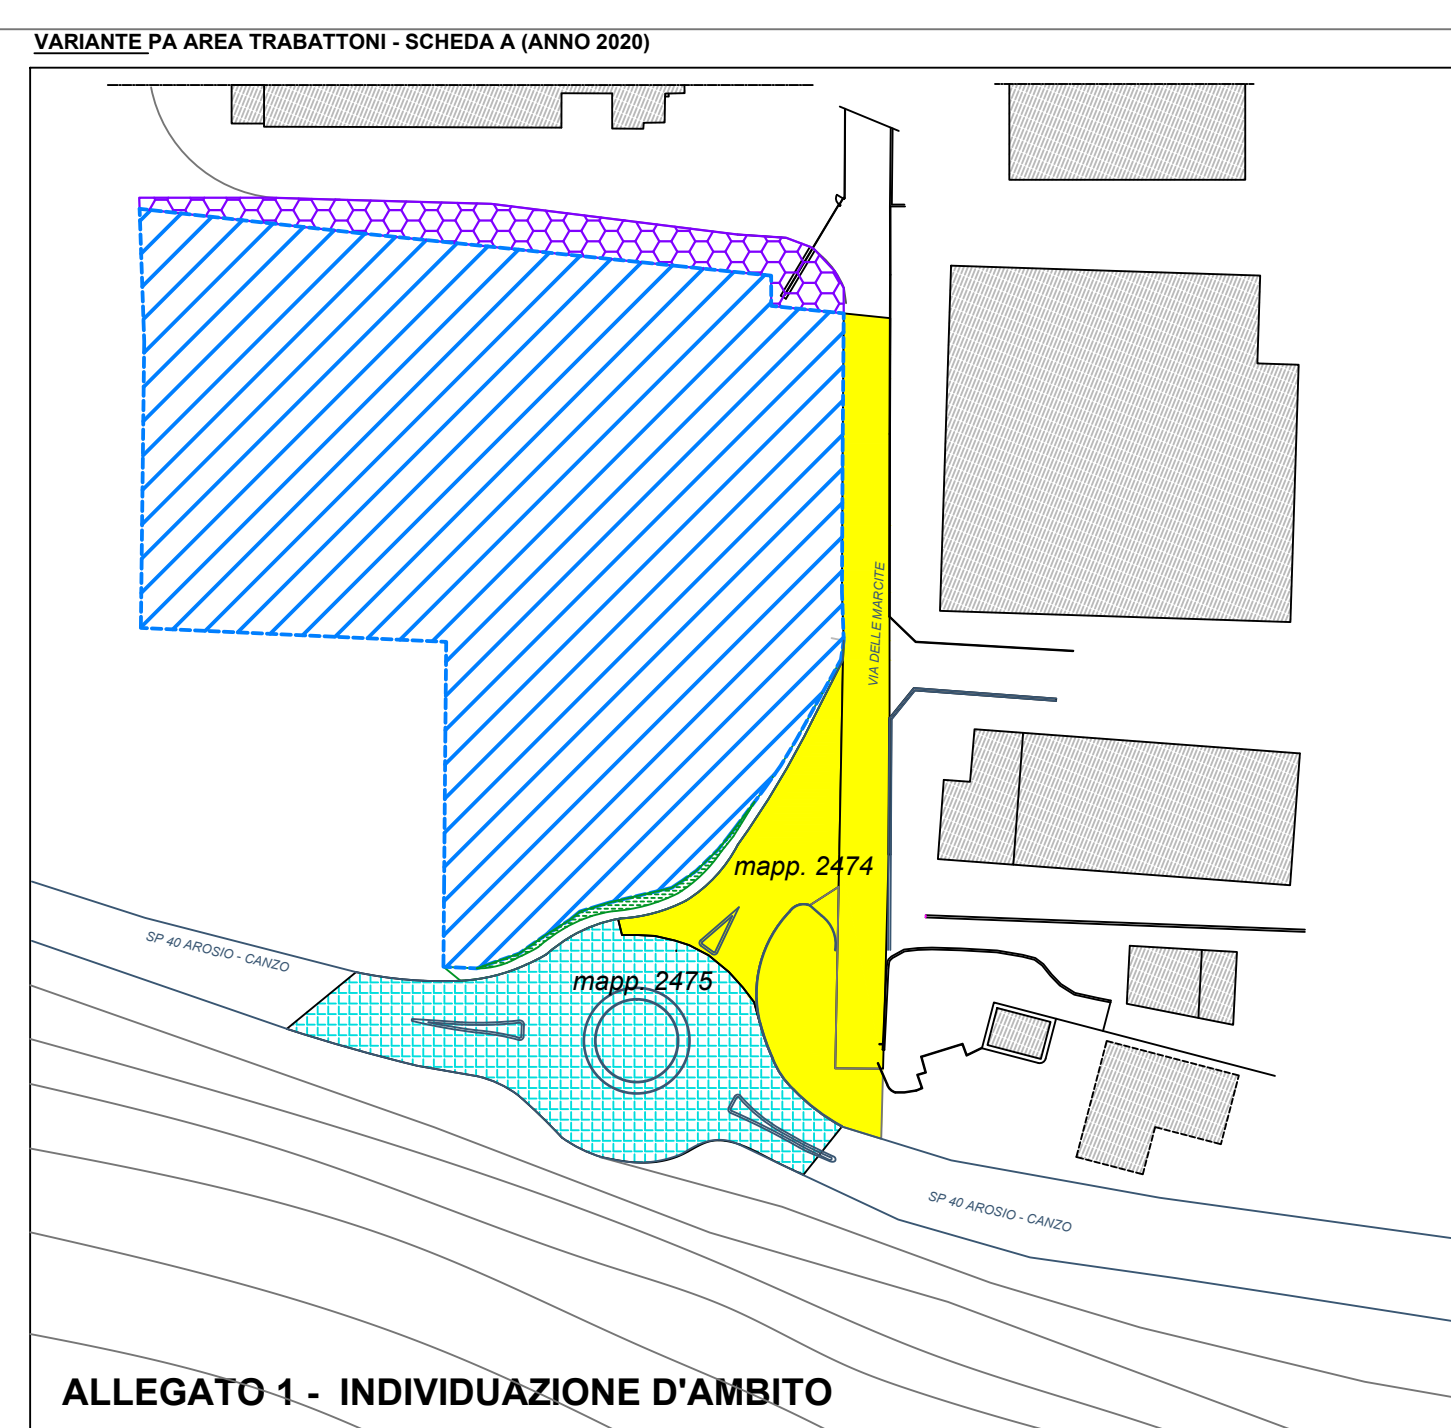 VARIANTE PA AREA TRABATTONI - SCHEDA A (ANNO 2020)
VIA DELLE MARCITE
mapp. 2474
SP 40 AROSIO - CANZO
mapp. 2475
SP 40 AROSIO - CANZO
ALLEGATO 1 - INDIVIDUAZIONE D'AMBITO